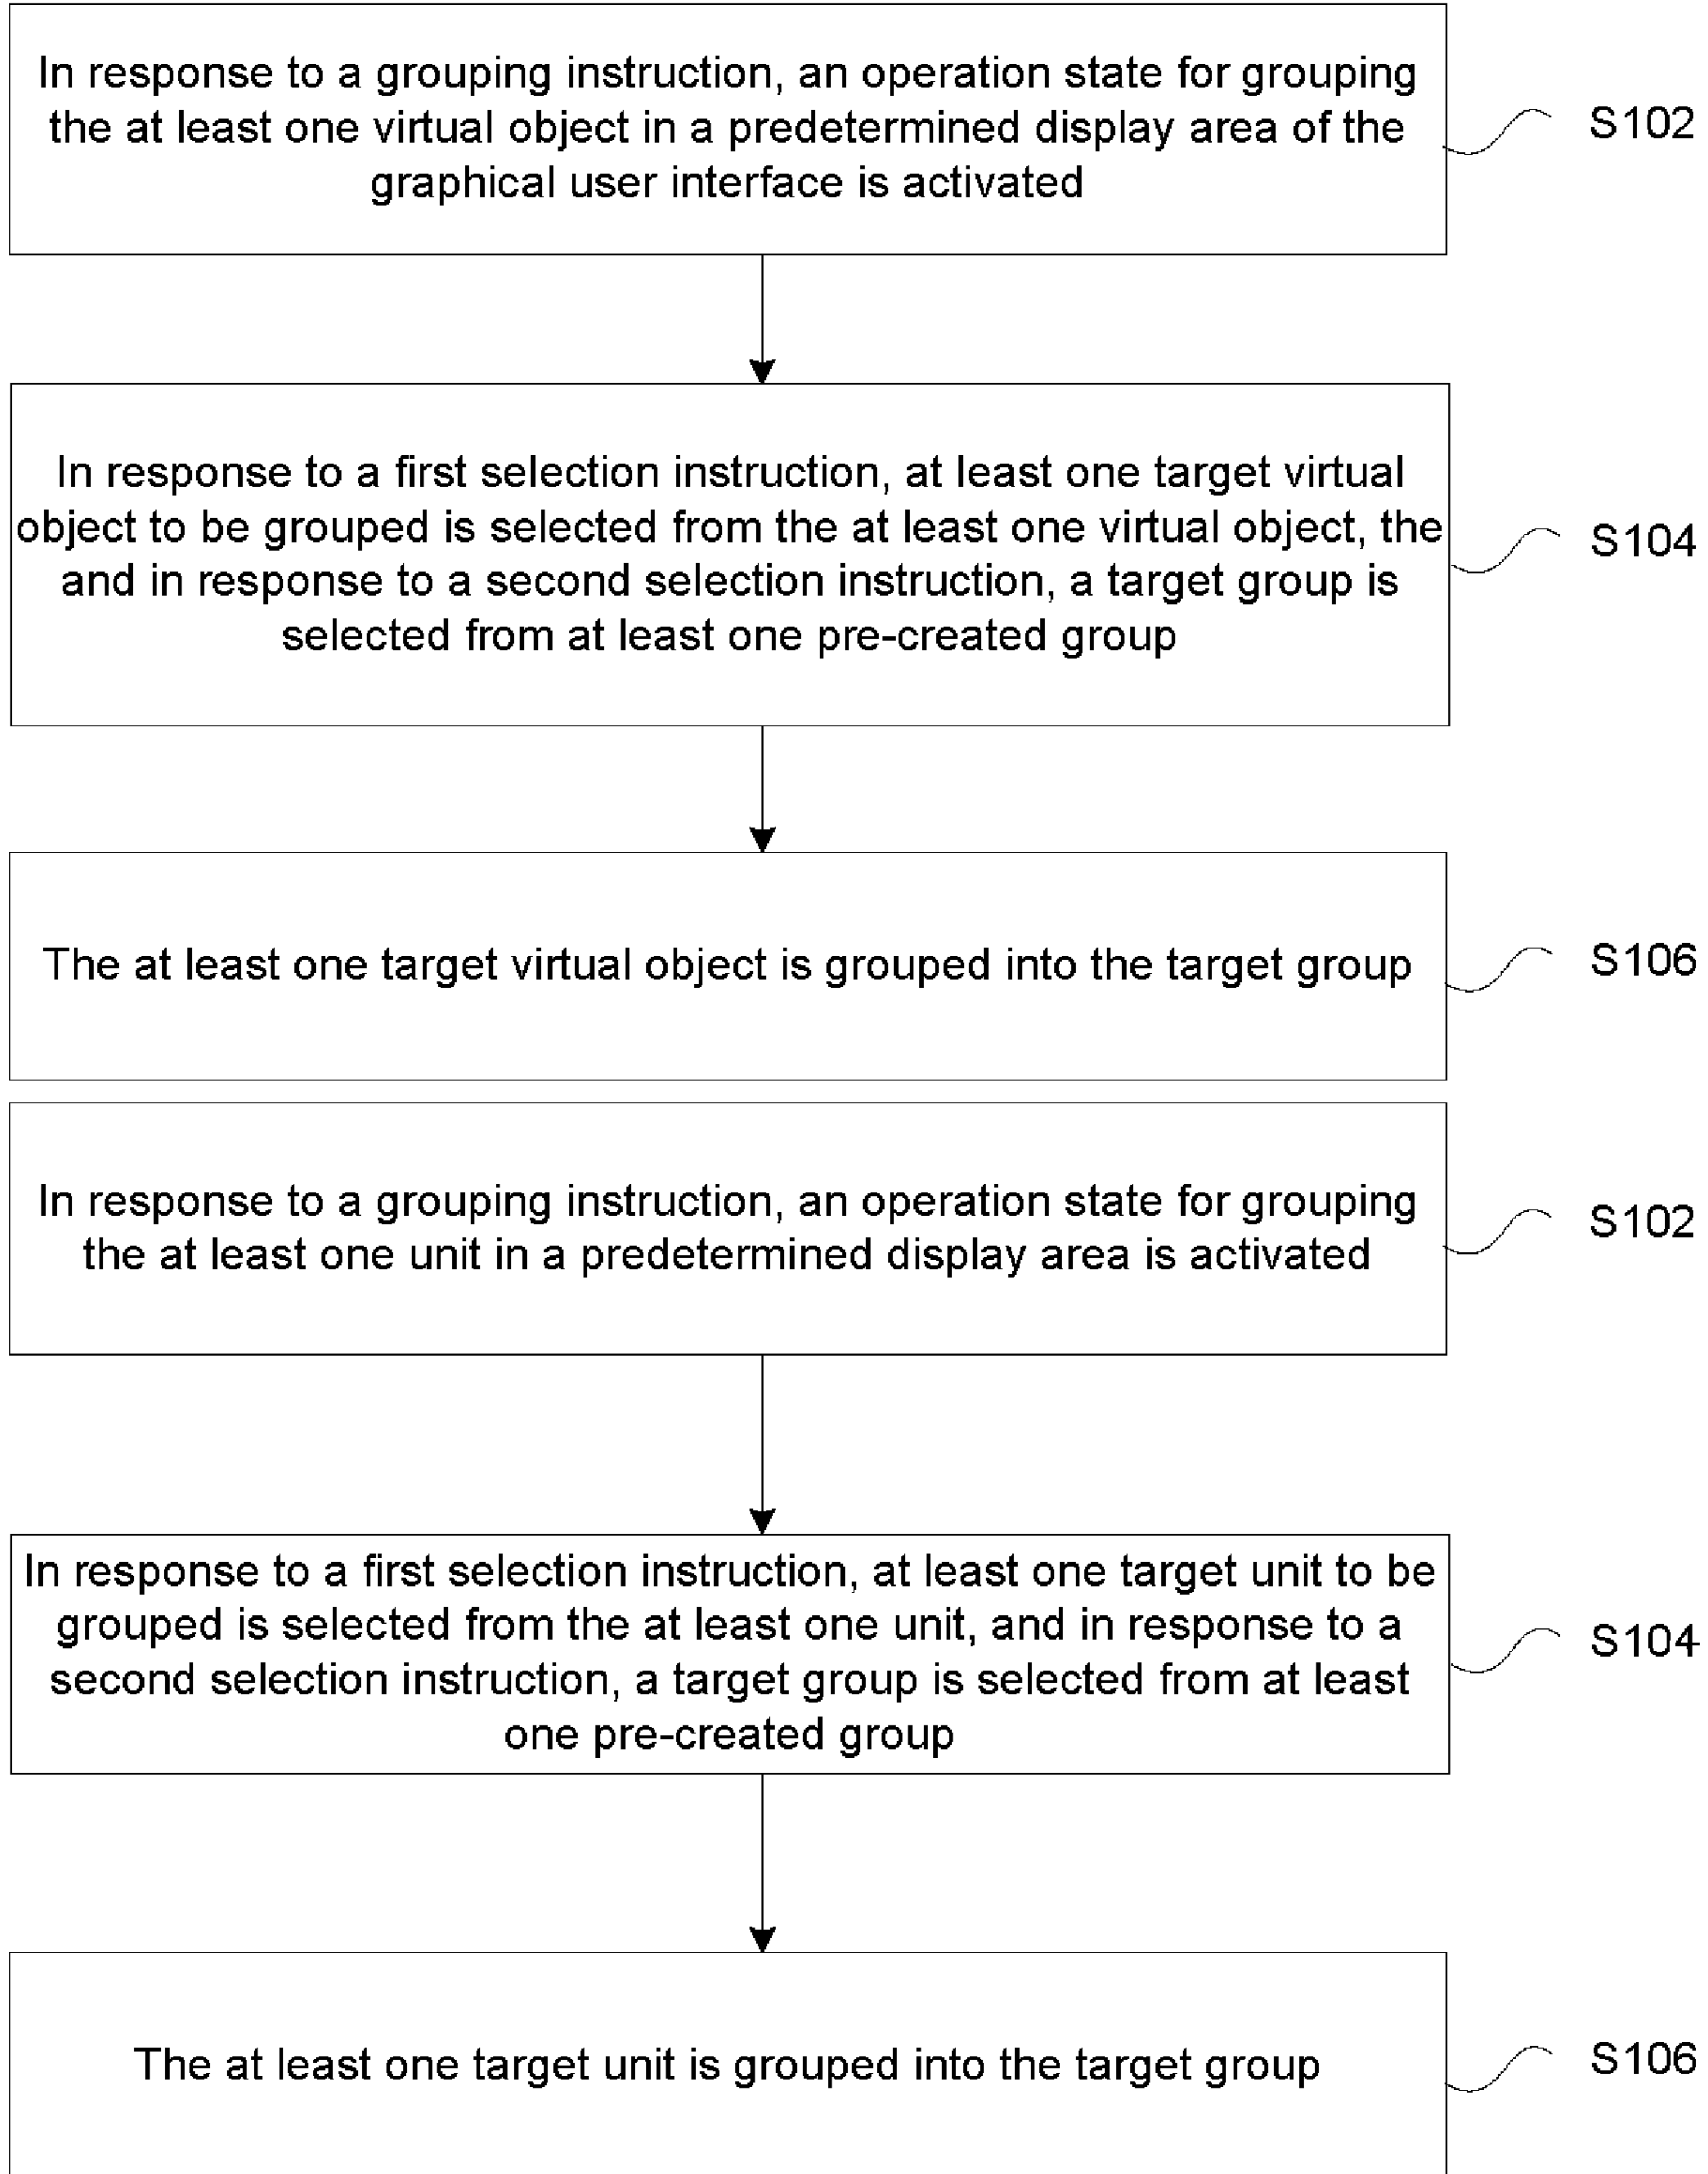 In response to a grouping instruction, an operation state for grouping
the at least one virtual object in a predetermined display area of the
graphical user interface is activated
S102
In response to a first selection instruction, at least one target virtual
object to be grouped is selected from the at least one virtual object, the
and in response to a second selection instruction, a target group is
selected from at least one pre-created group
S104
The at least one target virtual object is grouped into the target group
S106
In response to a grouping instruction, an operation state for grouping
the at least one unit in a predetermined display area is activated
S102
In response to a first selection instruction, at least one target unit to be
grouped is selected from the at least one unit, and in response to a
second selection instruction, a target group is selected from at least
one pre-created group
S104
The at least one target unit is grouped into the target group
S106